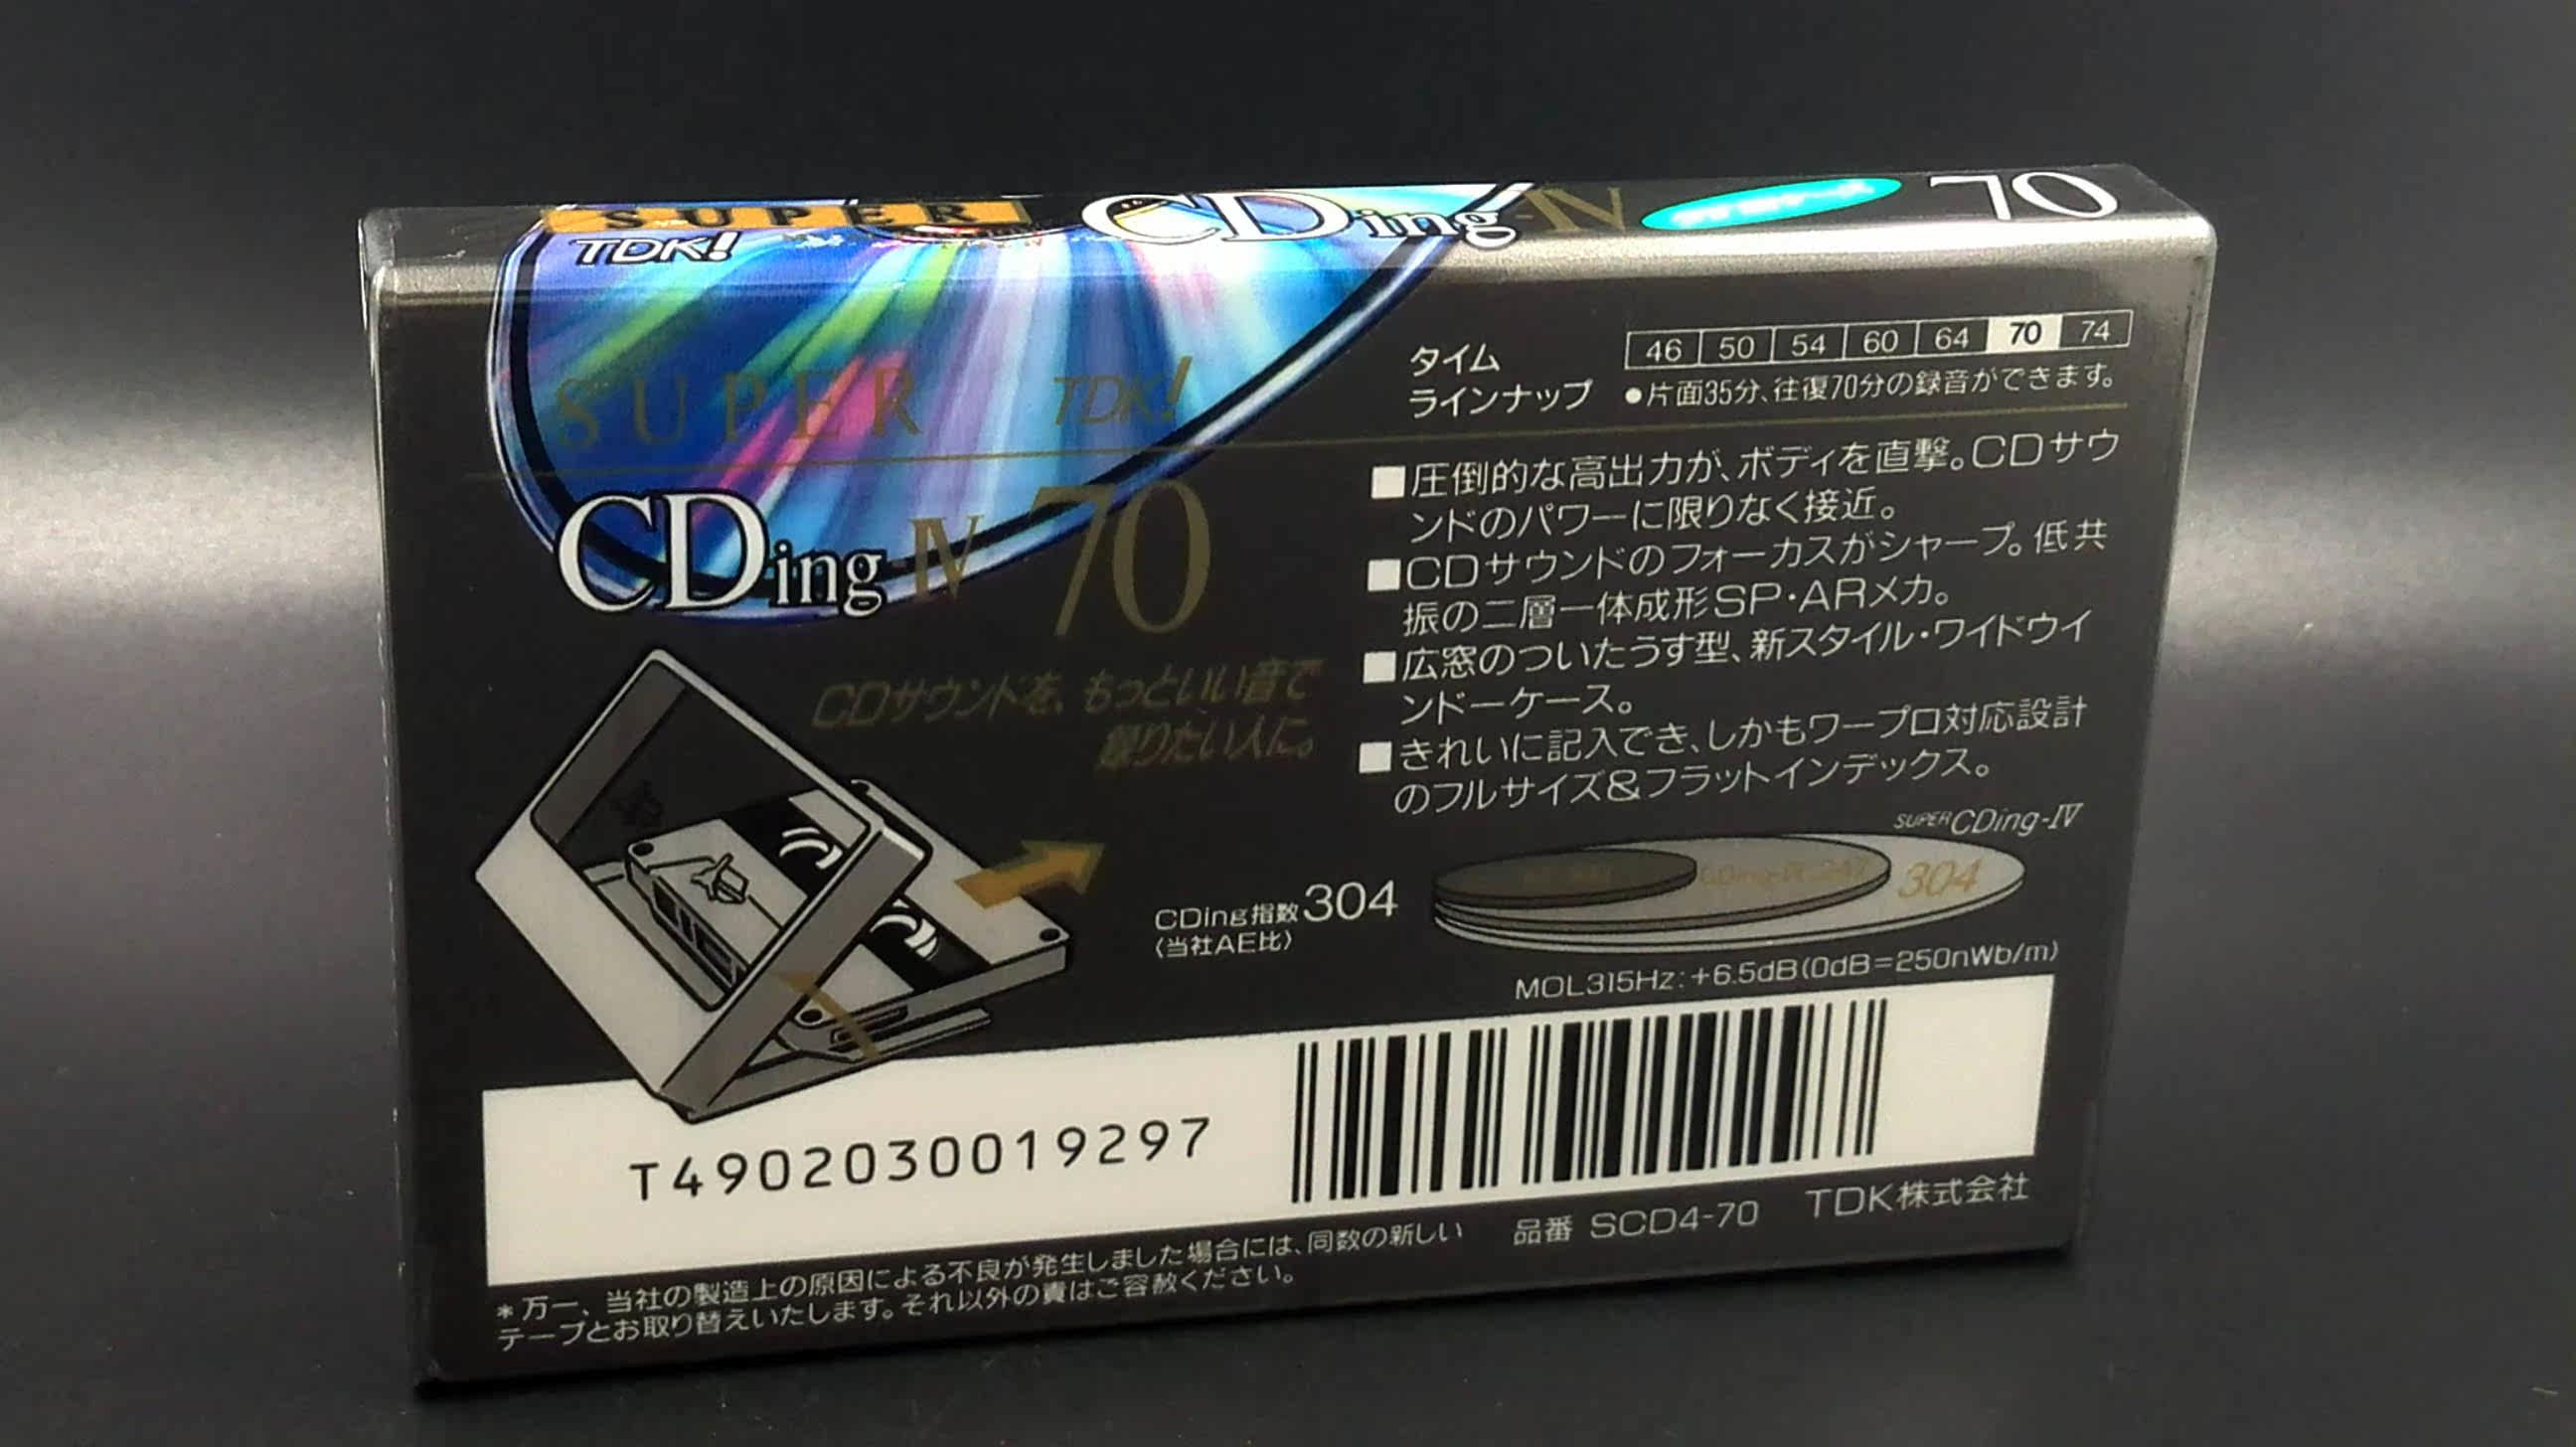 SUPER
TDK!
CDing-IV
70
タイム
ラインナップ
46 50 54 60 64 70 74
●片面35分、往復70分の録音ができます。
SUPER TDK!
CDing IV 70
CDサウンドを、もっといい音で
録りたい人に。
■圧倒的な高出力が、ボディを直撃。CDサウ
ンドのパワーに限りなく接近。
■CDサウンドのフォーカスがシャープ。低共
振の二層一体成形SP・ARメカ。
■広窓のついたうす型、新スタイル・ワイドウイ
ンドーケース。
■きれいに記入でき、しかもワープロ対応設計
のフルサイズ&フラットインデックス。
SUPER CDing-IV
CDing指数304
〈当社AE比〉
304
MOL315Hz:+6.5dB(0dB=250nWb/m)
T4902030019297
品番 SCD4-70 TDK株式会社
*万一、当社の製造上の原因による不良が発生しました場合には、同数の新しい
テープとお取り替えいたします。それ以外の責はご容赦ください。